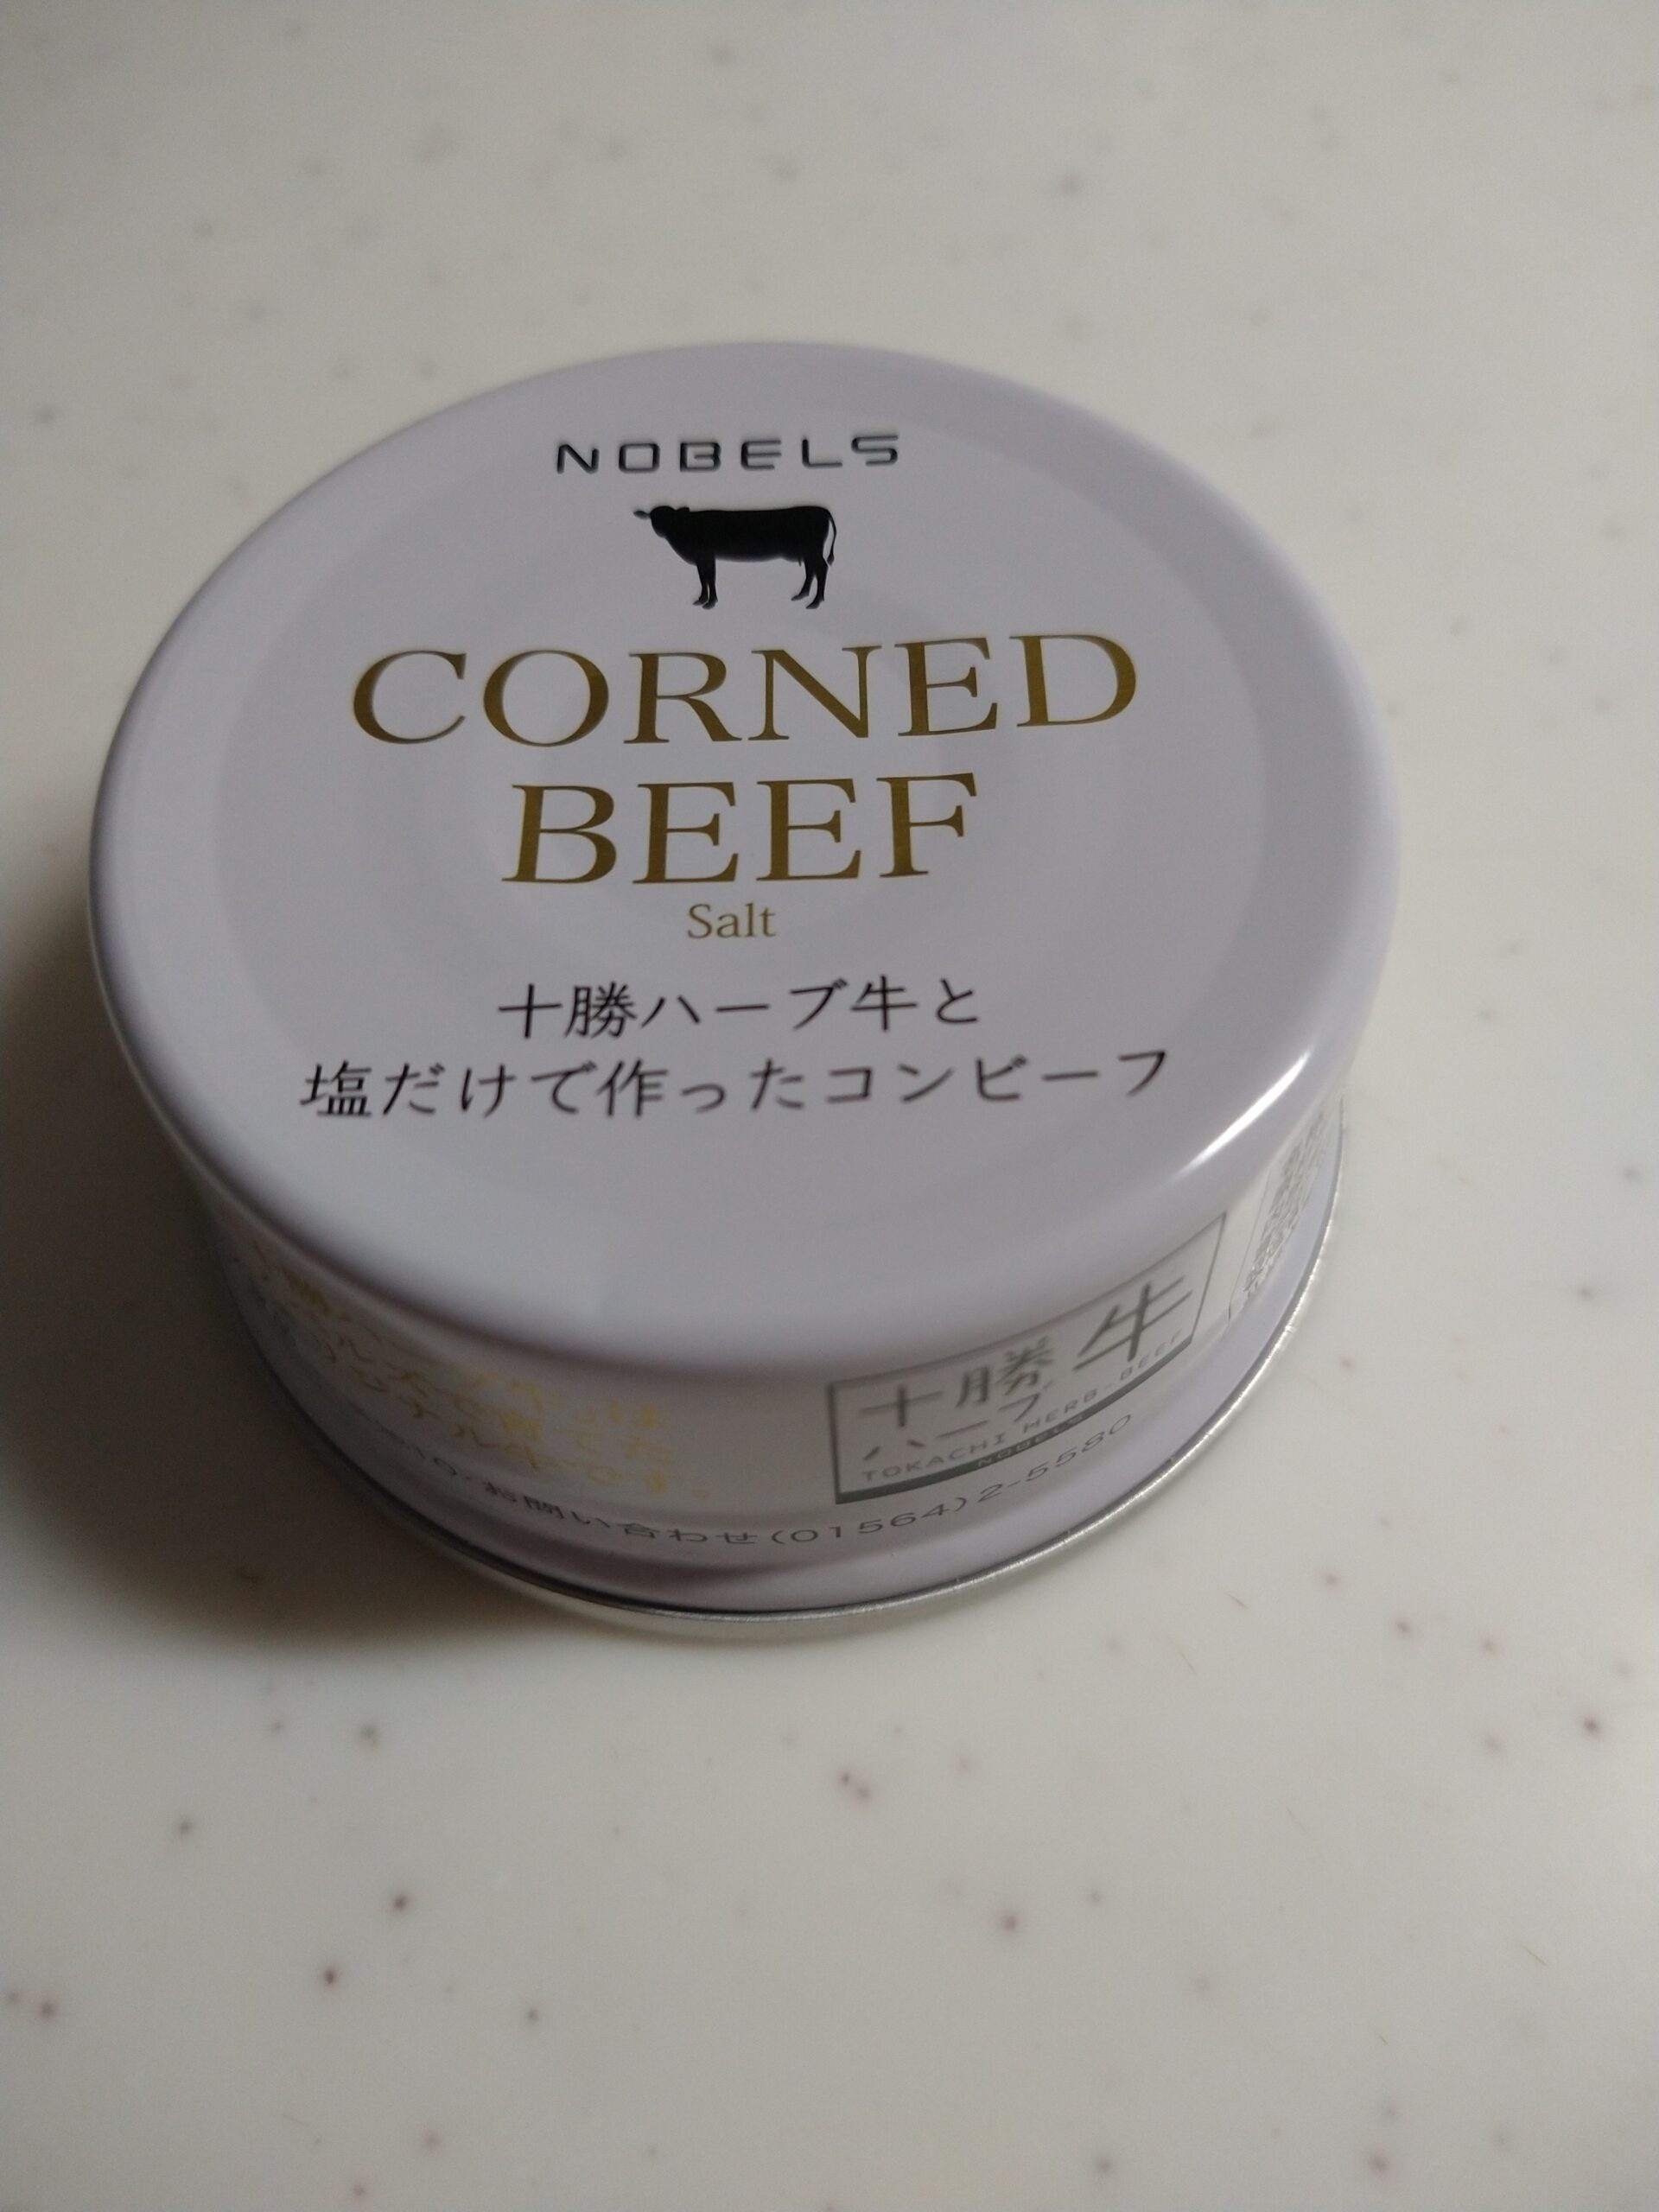 NOBELS
CORNED
BEEF
Salt
十勝ハーブ牛と
塩だけで作ったコンビーフ
十勝
ハーブ
牛
TOKACHI HERB-BEEF
NOBELS
お問い合わせ(01564)2-5580